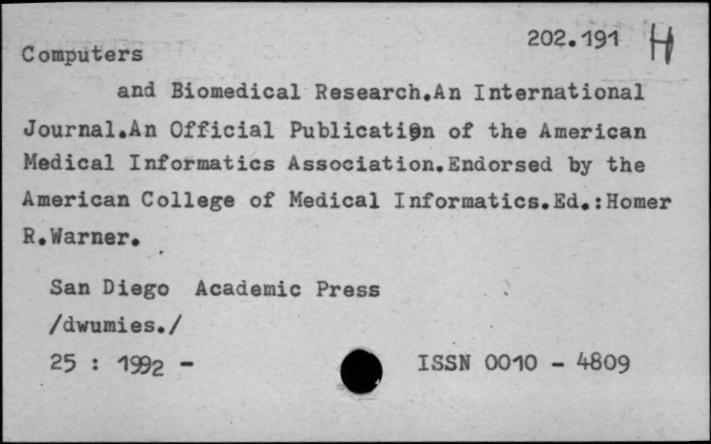 202.191 H
Computers
and Biomedical Research.An International
Journal.An Official Publication of the American
Medical Informatics Association.Endorsed by the
American College of Medical Informatics.Ed.:Homer
R.Warner.
San Diego Academic Press
/dwumies./
25 : 1992 -
ISSN 0010 - 4809